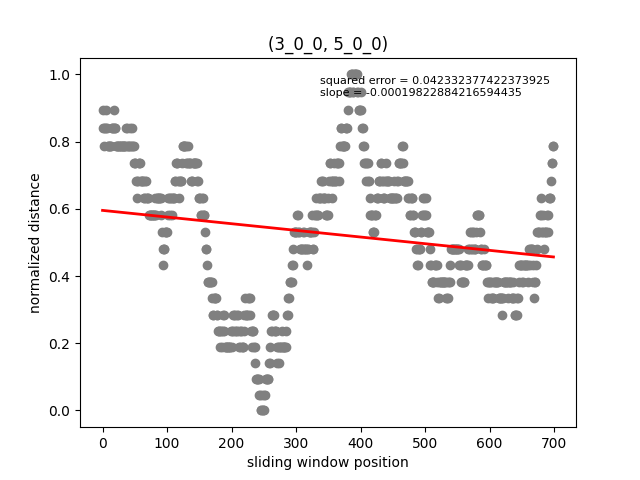 (3_0_0, 5_0_0)
squared error = 0.042332377422373925
slope = -0.00019822884216594435
1.0
0.8
0.6
0.4
0.2
0.0
normalized distance
0 100 200 300 400 500 600 700
sliding window position